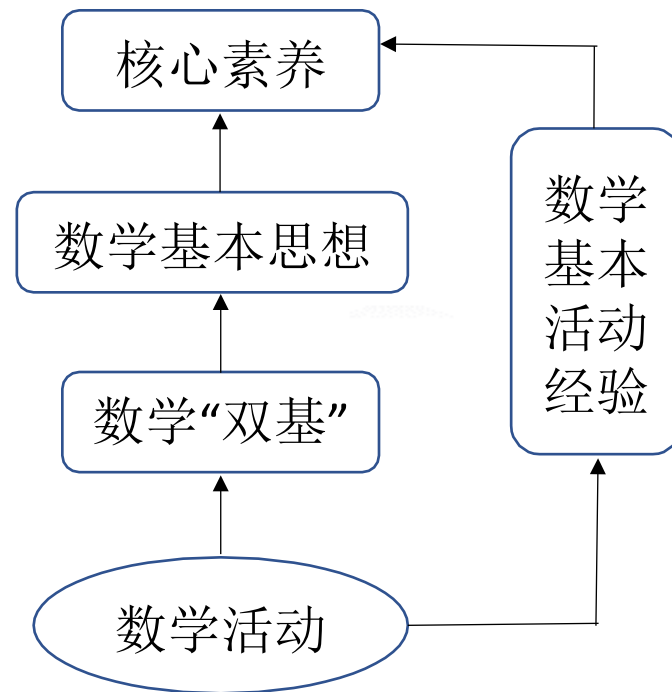 核心素养
数学基本思想
数学“双基”
数学活动
数学
基本
活动
经验